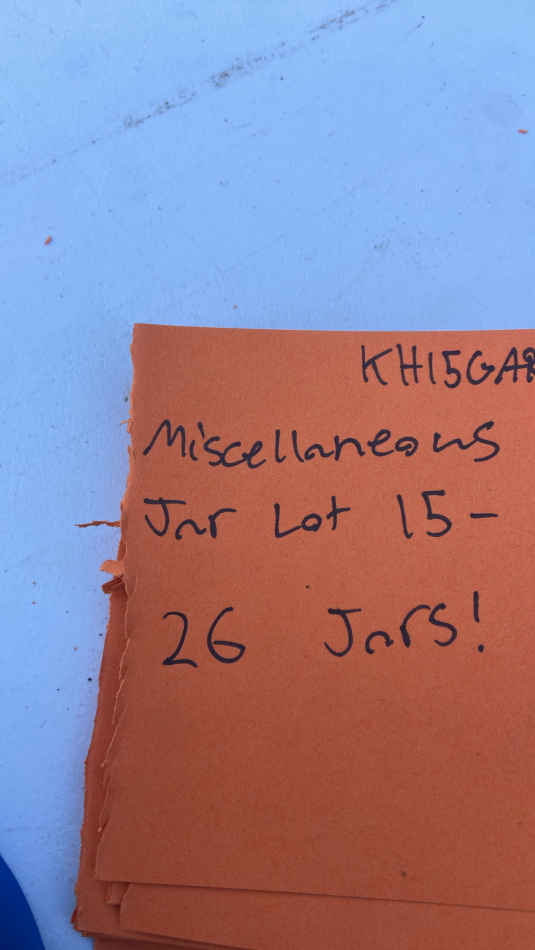 KH15GAR
Miscellaneous
Jar Lot 15-
26 Jars!